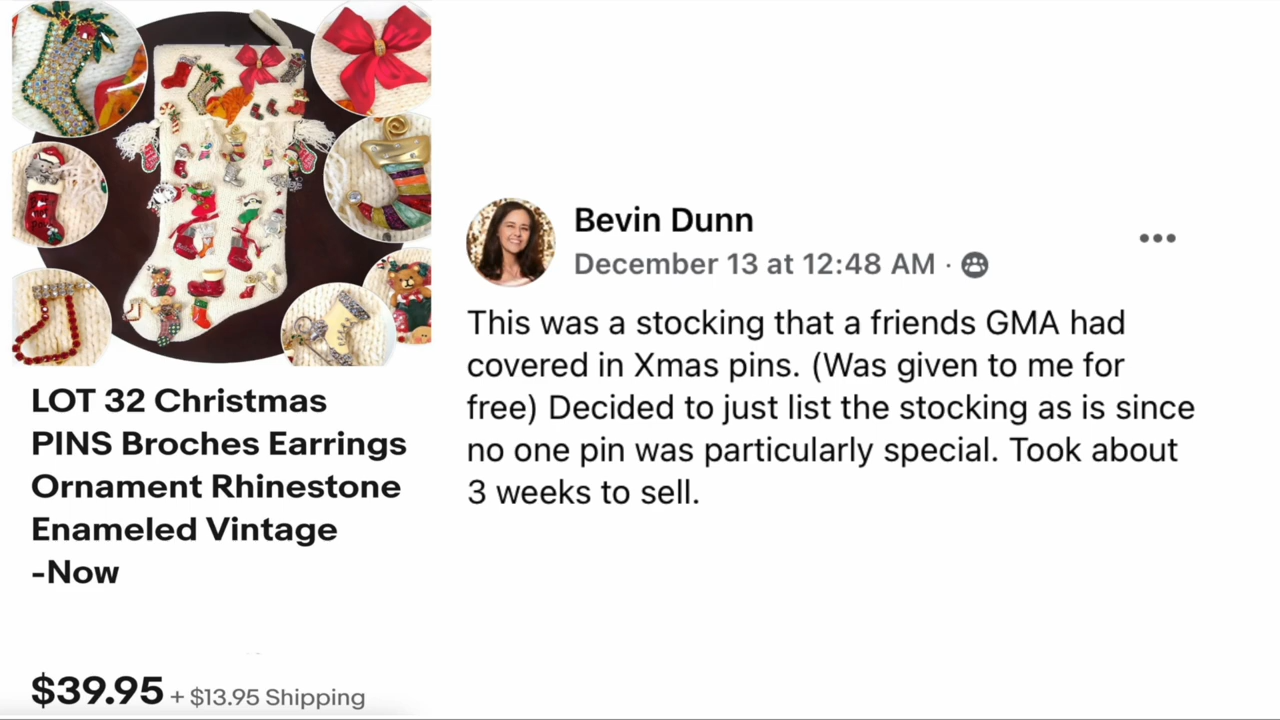 LOT 32 Christmas
PINS Broches Earrings
Ornament Rhinestone
Enameled Vintage
-Now
$39.95 + $13.95 Shipping
Bevin Dunn
December 13 at 12:48 AM ·
This was a stocking that a friends GMA had
covered in Xmas pins. (Was given to me for
free) Decided to just list the stocking as is since
no one pin was particularly special. Took about
3 weeks to sell.